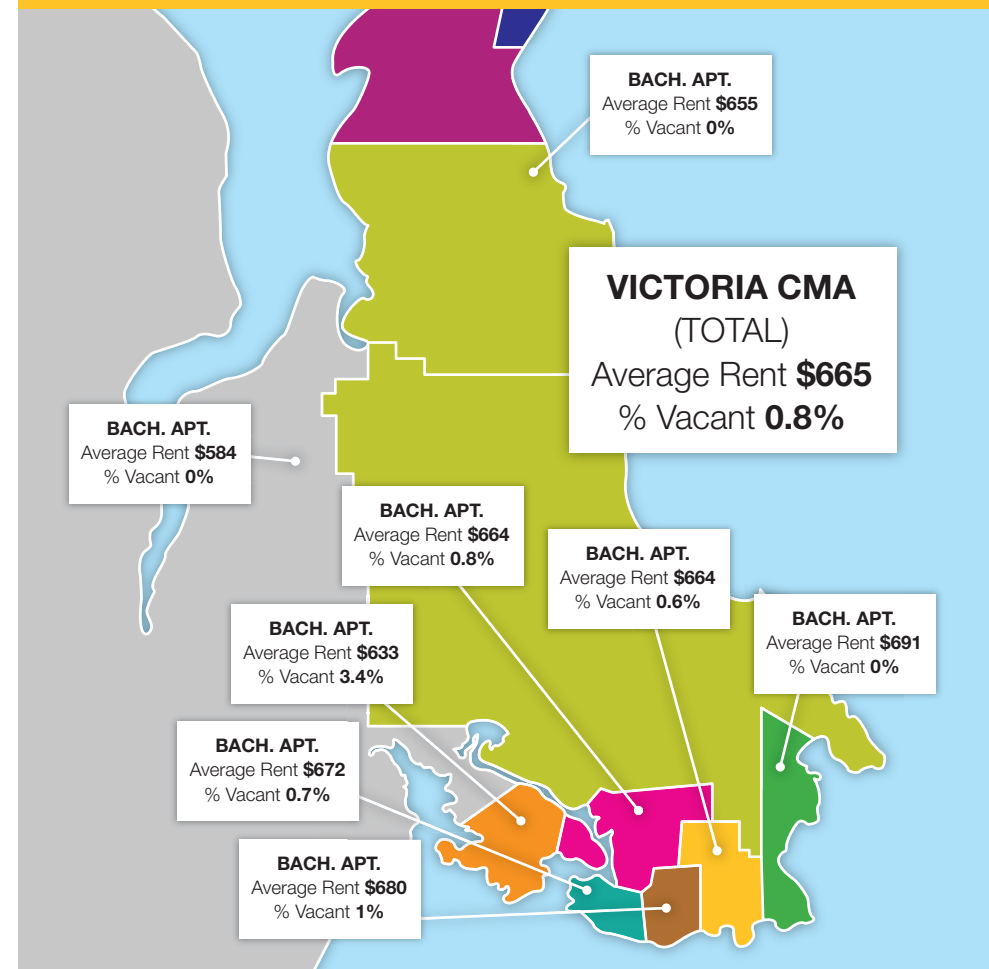 BACH. APT.
Average Rent $655
% Vacant 0%
VICTORIA CMA
(TOTAL)
Average Rent $665
% Vacant 0.8%
BACH. APT.
Average Rent $584
% Vacant 0%
BACH. APT.
Average Rent $664
% Vacant 0.8%
BACH. APT.
Average Rent $664
% Vacant 0.6%
BACH. APT.
Average Rent $691
% Vacant 0%
BACH. APT.
Average Rent $633
% Vacant 3.4%
BACH. APT.
Average Rent $672
% Vacant 0.7%
BACH. APT.
Average Rent $680
% Vacant 1%